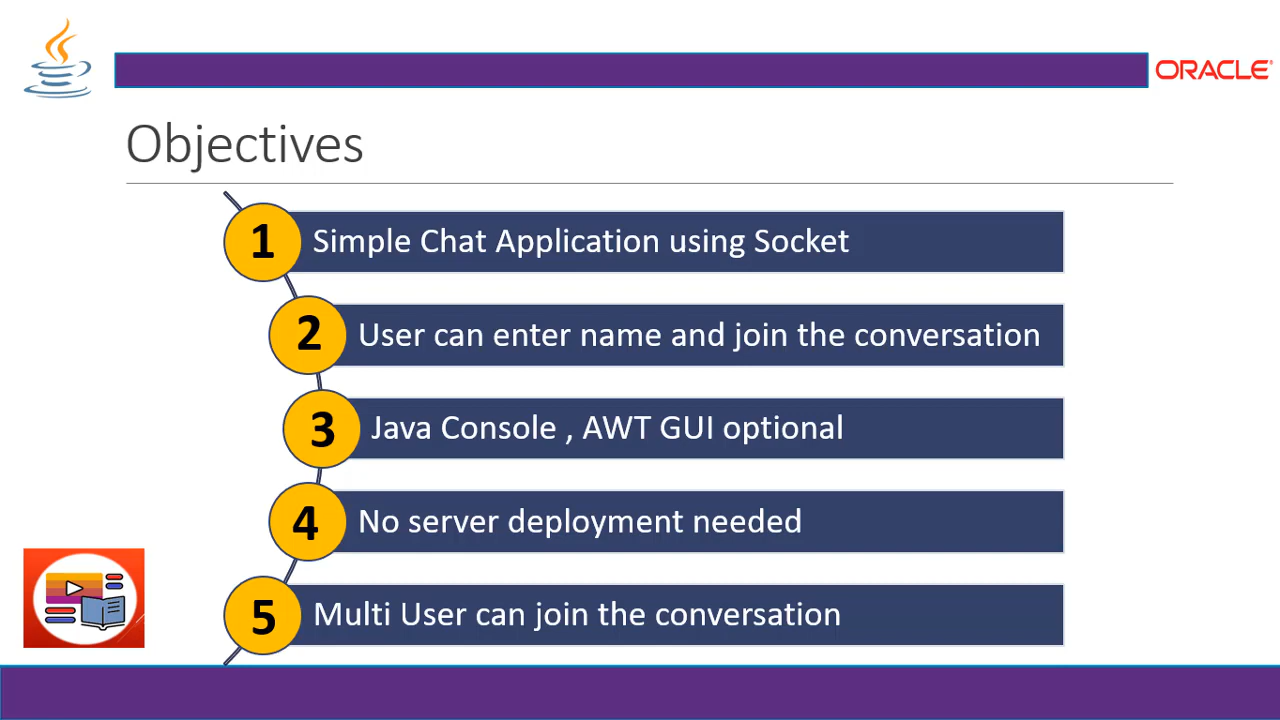 ORACLE
Objectives
1
Simple Chat Application using Socket
2
User can enter name and join the conversation
3
Java Console , AWT GUI optional
4
No server deployment needed
5
Multi User can join the conversation